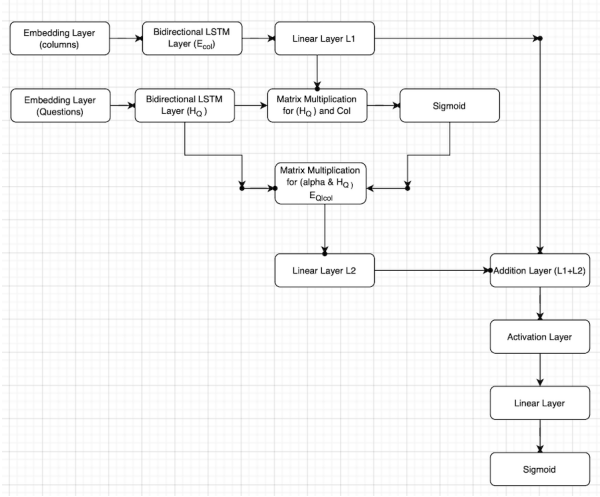 Embedding Layer
(columns)
Bidirectional LSTM
Layer (E_col)
Linear Layer L1
Embedding Layer
(Questions)
Bidirectional LSTM
Layer (H_Q )
Matrix Multiplication
for (H_Q ) and Col
Sigmoid
Matrix Multiplication
for (alpha & H_Q )
E_Q|col
Linear Layer L2
Addition Layer (L1+L2)
Activation Layer
Linear Layer
Sigmoid